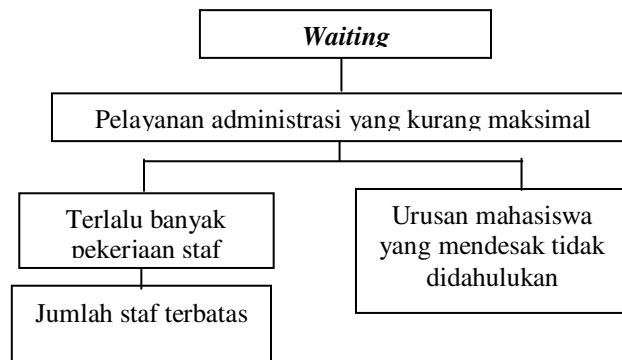 Waiting
Pelayanan administrasi yang kurang maksimal
Terlalu banyak
pekerjaan staf
Urusan mahasiswa
yang mendesak tidak
didahulukan
Jumlah staf terbatas